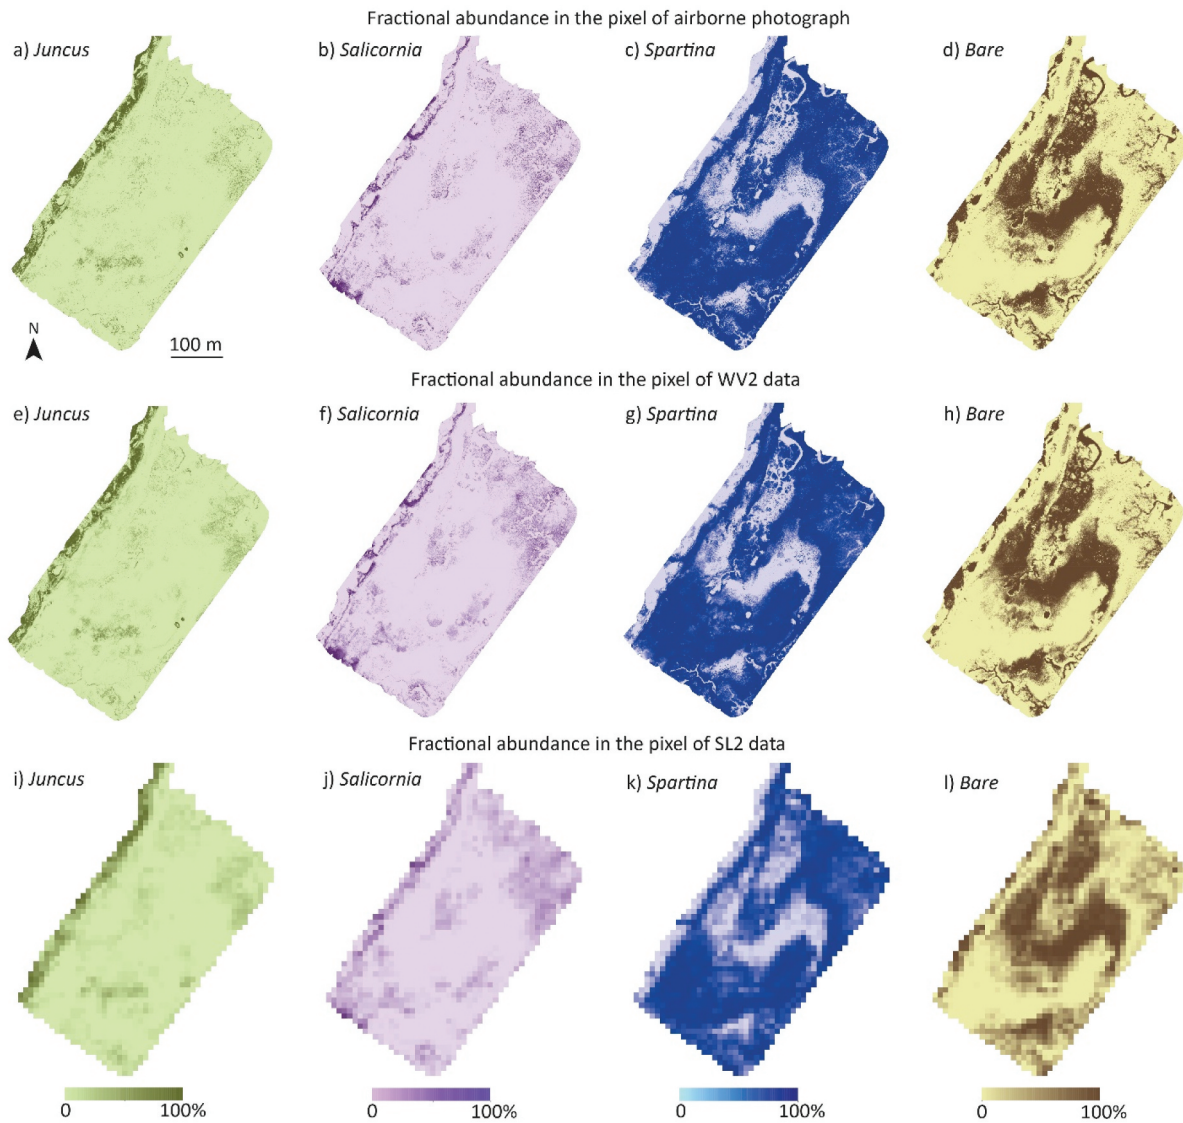 Fractional abundance in the pixel of airborne photograph
a) Juncus
b) Salicornia
c) Spartina
d) Bare
N
100 m
Fractional abundance in the pixel of WV2 data
e) Juncus
f) Salicornia
g) Spartina
h) Bare
Fractional abundance in the pixel of SL2 data
i) Juncus
j) Salicornia
k) Spartina
l) Bare
0 100%
0 100%
0 100%
0 100%